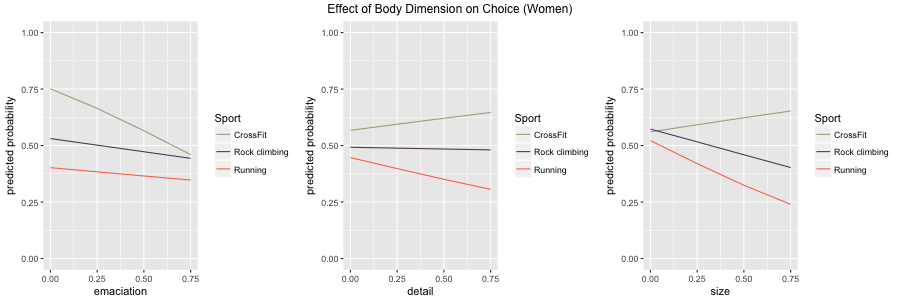 Effect of Body Dimension on Choice (Women)
predicted probability
1.00
0.75
0.50
0.25
0.00
0.00 0.25 0.50 0.75
emaciation
Sport
CrossFit
Rock climbing
Running
predicted probability
1.00
0.75
0.50
0.25
0.00
0.00 0.25 0.50 0.75
detail
Sport
CrossFit
Rock climbing
Running
predicted probability
1.00
0.75
0.50
0.25
0.00
0.00 0.25 0.50 0.75
size
Sport
CrossFit
Rock climbing
Running